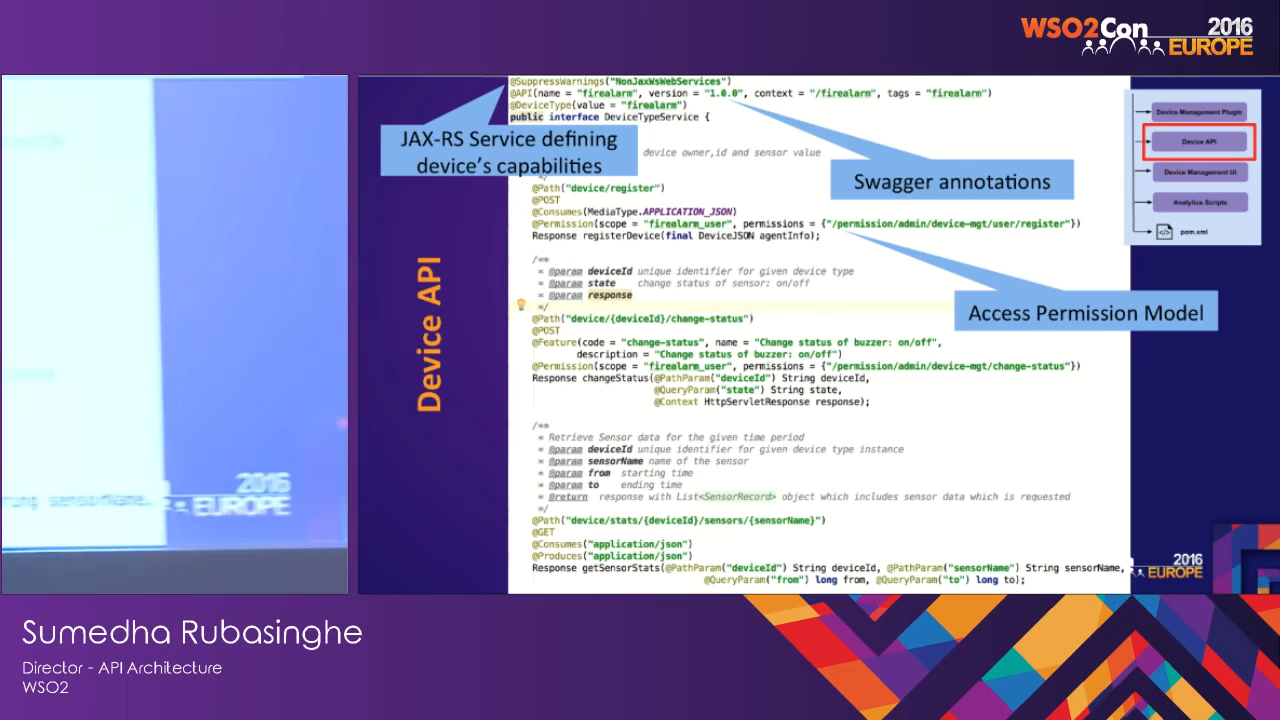 WSO2Con 2016
EUROPE
@SuppressWarnings("NonJaxWsWebServices")
@API(name = "firealarm", version = "1.0.0", context = "/firealarm", tags = "firealarm")
@DeviceType(value = "firealarm")
public interface DeviceTypeService {
JAX-RS Service defining
device's capabilities
device owner,id and sensor value
*/
@Path("device/register")
@POST
@Consumes(MediaType.APPLICATION_JSON)
@Permission(scope = "firealarm_user", permissions = {"/permission/admin/device-mgt/user/register"})
Response registerDevice(final DeviceJSON agentInfo);
/**
* @param deviceId unique identifier for given device type
* @param state change status of sensor: on/off
* @param response
*/
@Path("device/{deviceId}/change-status")
@POST
@Feature(code = "change-status", name = "Change status of buzzer: on/off",
description = "Change status of buzzer: on/off")
@Permission(scope = "firealarm_user", permissions = {"/permission/admin/device-mgt/change-status"})
Response changeStatus(@PathParam("deviceId") String deviceId,
@QueryParam("state") String state,
@Context HttpServletResponse response);
/**
* Retrieve Sensor data for the given time period
* @param deviceId unique identifier for given device type instance
* @param sensorName name of the sensor
* @param from starting time
* @param to ending time
* @return response with List<SensorRecord> object which includes sensor data which is requested
*/
@Path("device/stats/{deviceId}/sensors/{sensorName}")
@GET
@Consumes("application/json")
@Produces("application/json")
Response getSensorStats(@PathParam("deviceId") String deviceId, @PathParam("sensorName") String sensorName,
@QueryParam("from") long from, @QueryParam("to") long to);
Swagger annotations
Access Permission Model
Device API
Device Management Plugin
Device API
Device Management UI
Analytics Scripts
</> pom.xml
2016
EUROPE
sensorName,
2016
EUROPE
Sumedha Rubasinghe
Director - API Architecture
WSO2